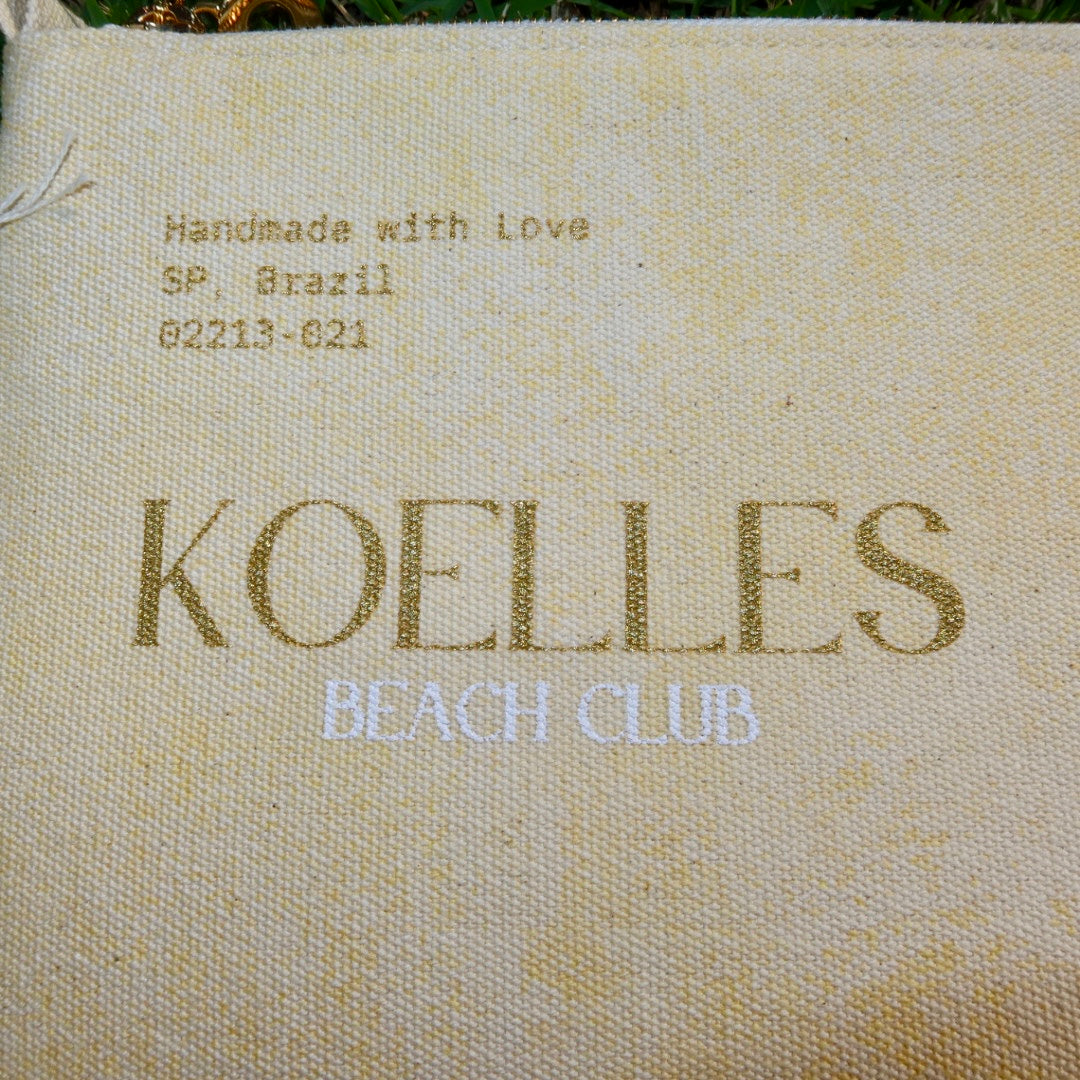 Handmade with Love
SP, Brazil
02213-021
KOELLES
BEACH CLUB